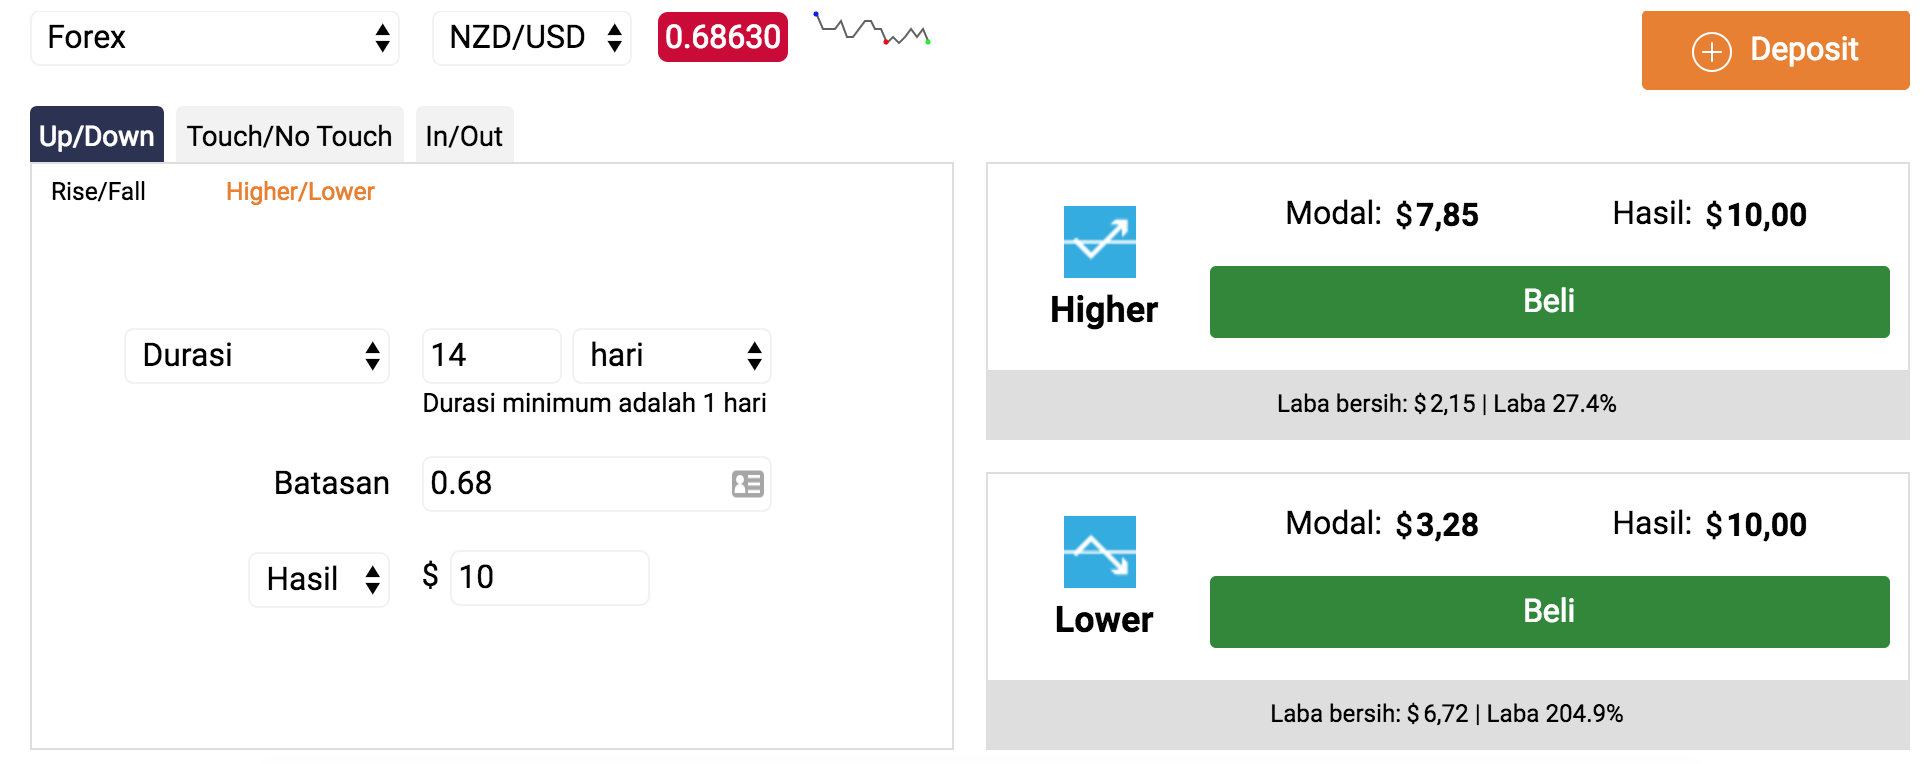 Forex
NZD/USD
0.68630
Deposit
Up/Down
Touch/No Touch
In/Out
Rise/Fall
Higher/Lower
Durasi
14
hari
Durasi minimum adalah 1 hari
Batasan
0.68
Hasil
$
10
Higher
Modal: $7,85
Hasil: $10,00
Beli
Laba bersih: $2,15 | Laba 27.4%
Lower
Modal: $3,28
Hasil: $10,00
Beli
Laba bersih: $6,72 | Laba 204.9%